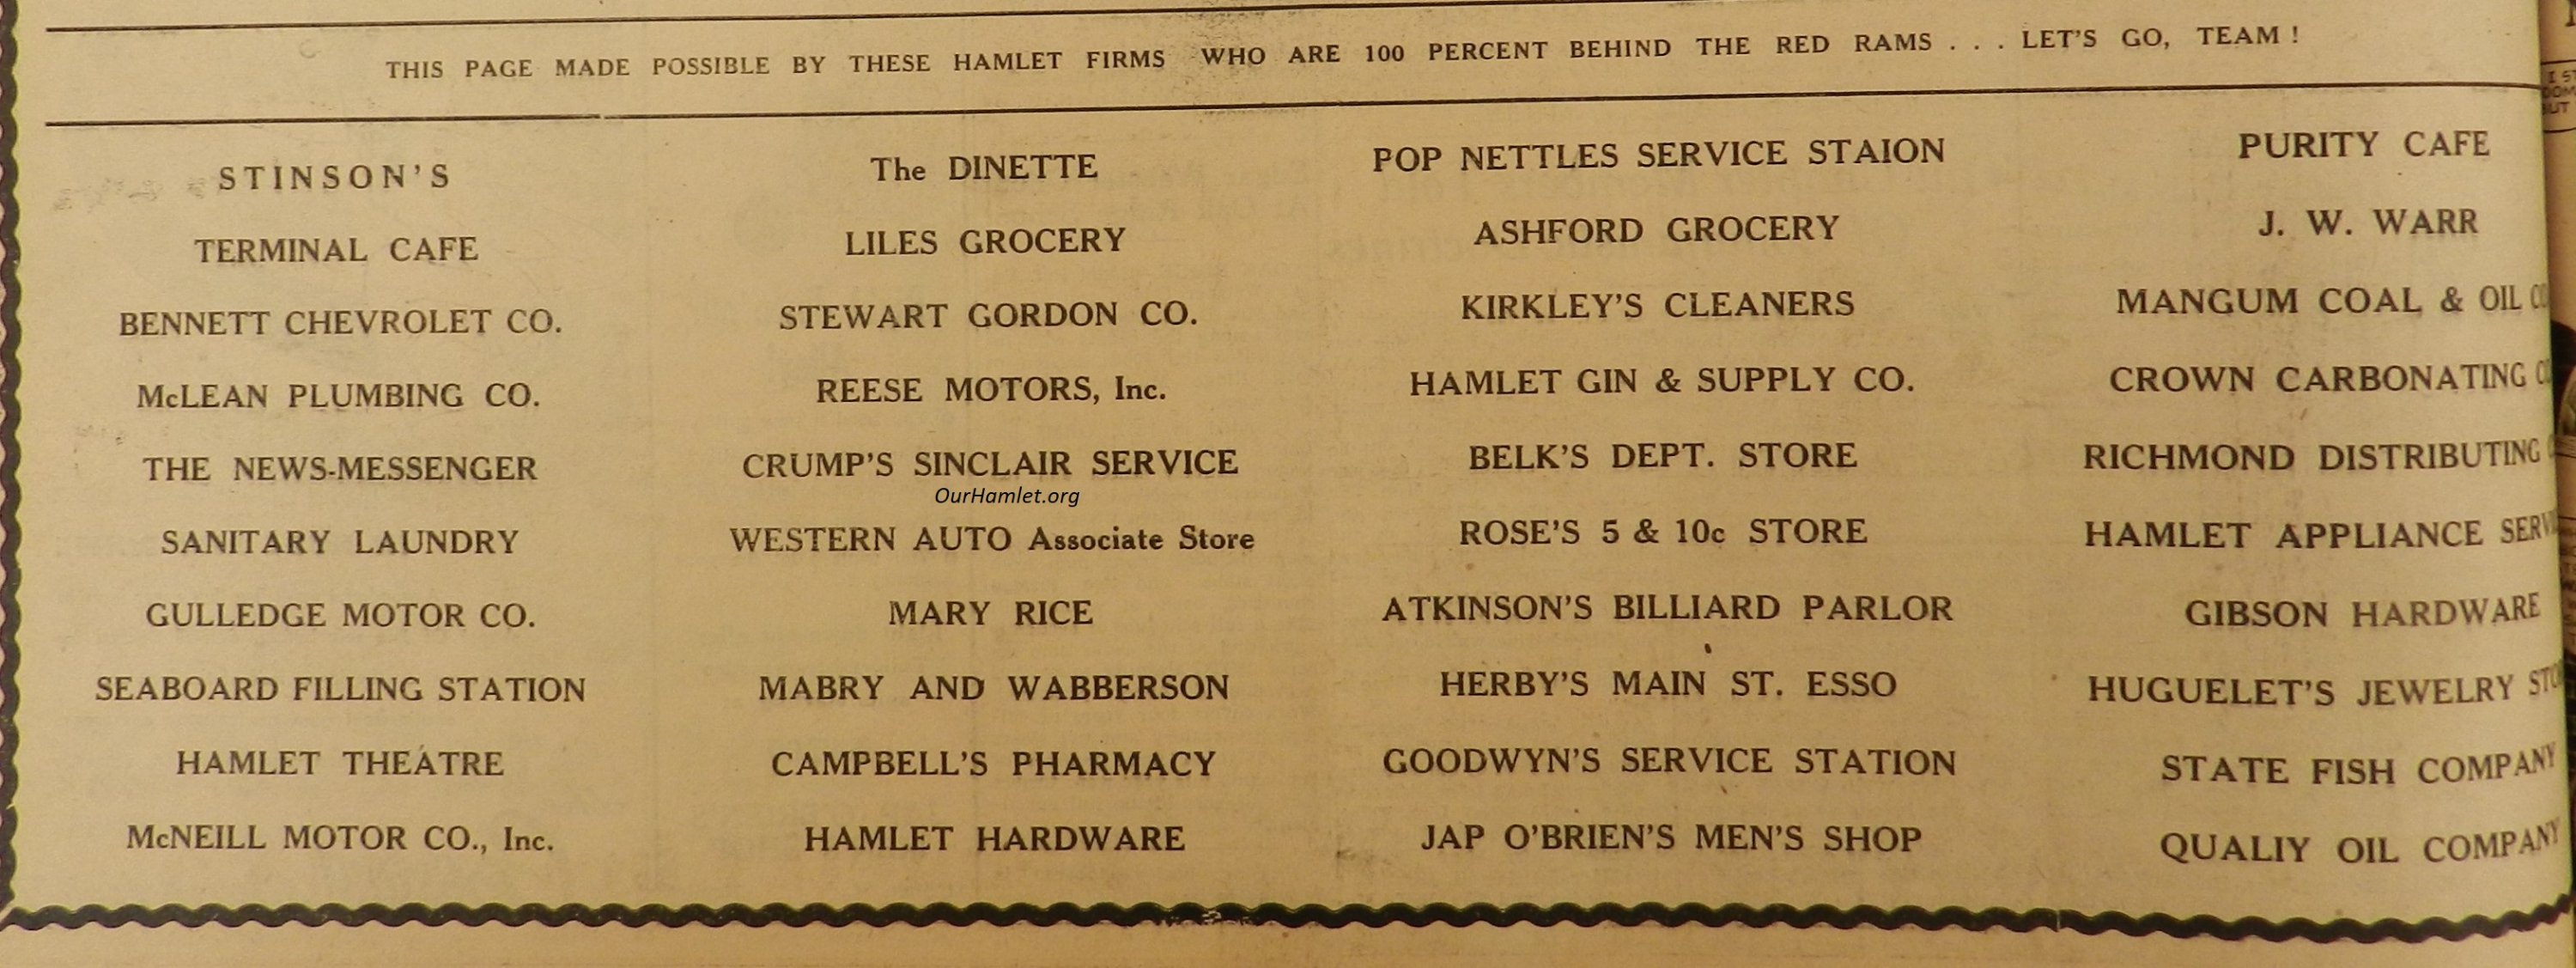 THIS PAGE MADE POSSIBLE BY THESE HAMLET FIRMS WHO ARE 100 PERCENT BEHIND THE RED RAMS . . . LET'S GO, TEAM !
STINSON'S
TERMINAL CAFE
BENNETT CHEVROLET CO.
McLEAN PLUMBING CO.
THE NEWS-MESSENGER
SANITARY LAUNDRY
GULLEDGE MOTOR CO.
SEABOARD FILLING STATION
HAMLET THEATRE
McNEILL MOTOR CO., Inc.
The DINETTE
LILES GROCERY
STEWART GORDON CO.
REESE MOTORS, Inc.
CRUMP'S SINCLAIR SERVICE
OurHamlet.org
WESTERN AUTO Associate Store
MARY RICE
MABRY AND WABBERSON
CAMPBELL'S PHARMACY
HAMLET HARDWARE
POP NETTLES SERVICE STAION
ASHFORD GROCERY
KIRKLEY'S CLEANERS
HAMLET GIN & SUPPLY CO.
BELK'S DEPT. STORE
ROSE'S 5 & 10c STORE
ATKINSON'S BILLIARD PARLOR
HERBY'S MAIN ST. ESSO
GOODWYN'S SERVICE STATION
JAP O'BRIEN'S MEN'S SHOP
PURITY CAFE
J. W. WARR
MANGUM COAL & OIL
CROWN CARBONATING
RICHMOND DISTRIBUTING
HAMLET APPLIANCE
GIBSON HARDWARE
HUGUELET'S JEWELRY
STATE FISH COMPANY
QUALIY OIL COMPANY